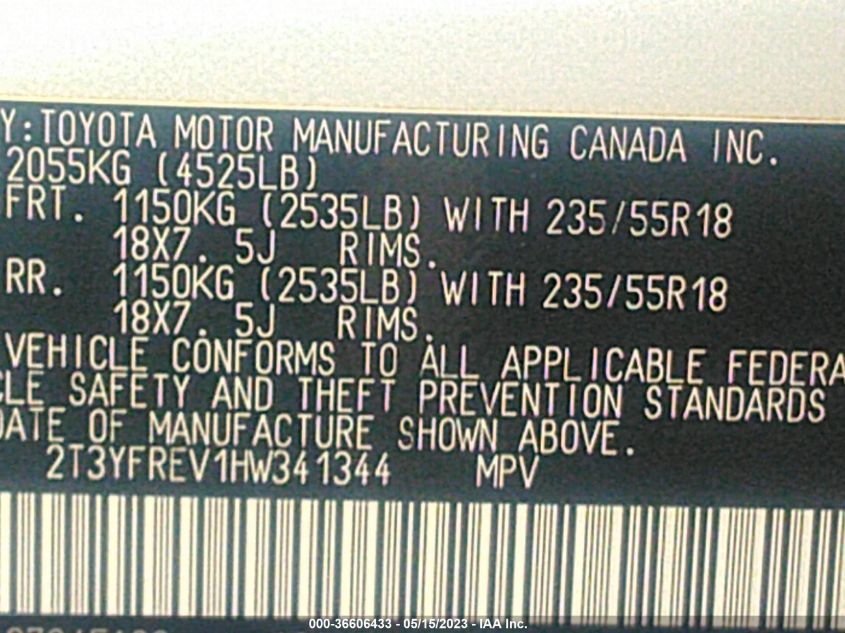 Y:TOYOTA MOTOR MANUFACTURING CANADA INC.
2055KG (4525LB)
FRT. 1150KG (2535LB) WITH 235/55R18
18X7. 5J RIMS.
RR. 1150KG (2535LB) WITH 235/55R18
18X7. 5J RIMS.
VEHICLE CONFORMS TO ALL APPLICABLE FEDERA
CLE SAFETY AND THEFT PREVENTION STANDARDS
DATE OF MANUFACTURE SHOWN ABOVE.
2T3YFREV1HW341344 MPV
000-36606433 - 05/15/2023 - IAA Inc.